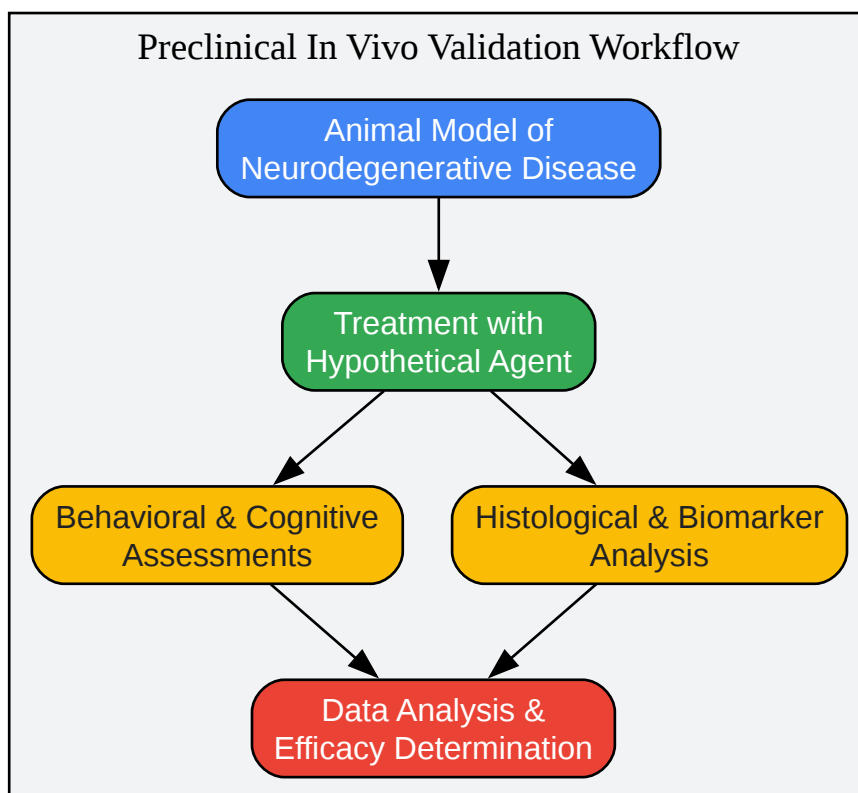 Preclinical In Vivo Validation Workflow
Animal Model of
Neurodegenerative Disease
Treatment with
Hypothetical Agent
Behavioral & Cognitive
Assessments
Histological & Biomarker
Analysis
Data Analysis &
Efficacy Determination